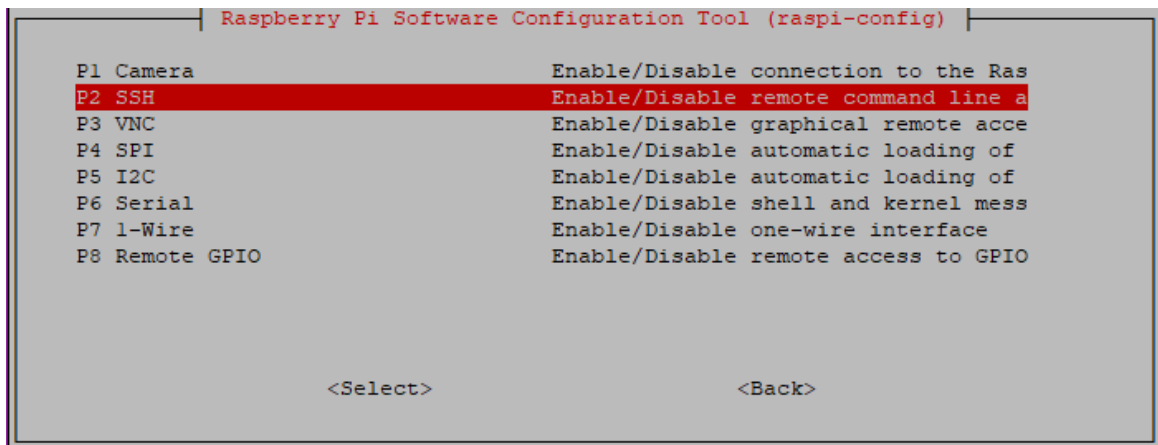 Raspberry Pi Software Configuration Tool (raspi-config)
P1 Camera Enable/Disable connection to the Ras
P2 SSH Enable/Disable remote command line a
P3 VNC Enable/Disable graphical remote acce
P4 SPI Enable/Disable automatic loading of
P5 I2C Enable/Disable automatic loading of
P6 Serial Enable/Disable shell and kernel mess
P7 1-Wire Enable/Disable one-wire interface
P8 Remote GPIO Enable/Disable remote access to GPIO
<Select> <Back>